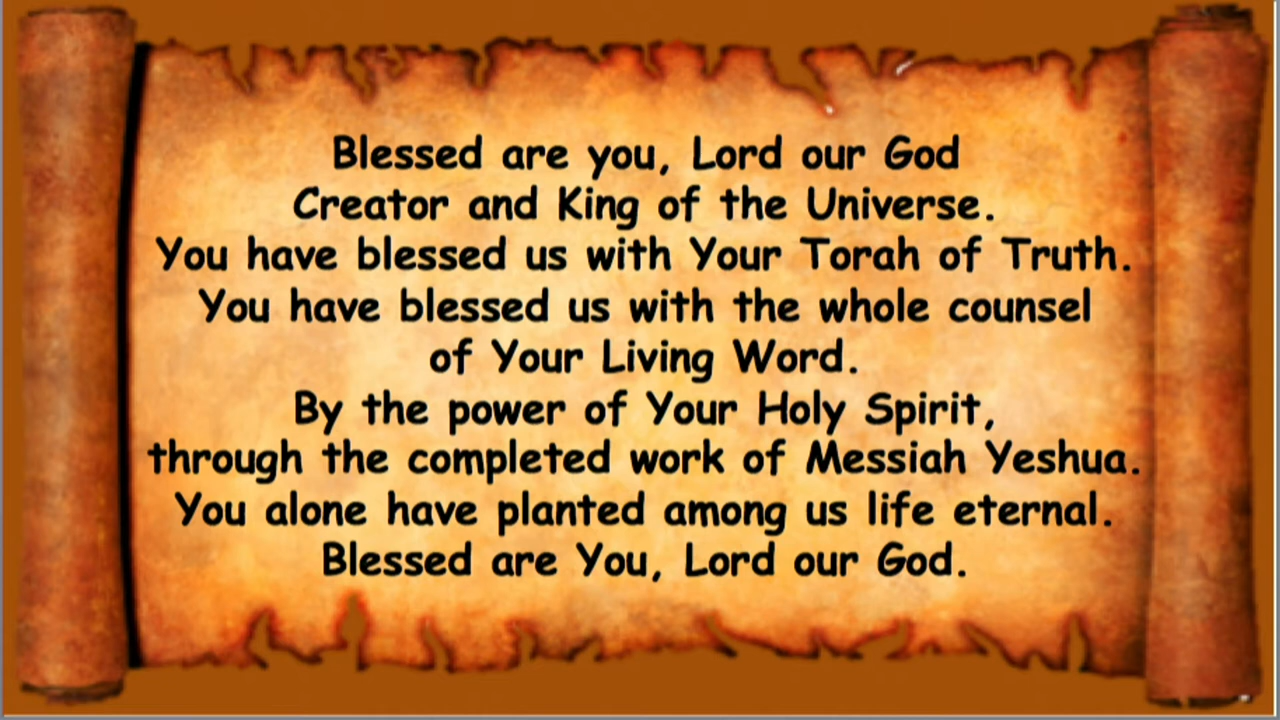 Blessed are you, Lord our God
Creator and King of the Universe.
You have blessed us with Your Torah of Truth.
You have blessed us with the whole counsel
of Your Living Word.
By the power of Your Holy Spirit,
through the completed work of Messiah Yeshua.
You alone have planted among us life eternal.
Blessed are You, Lord our God.